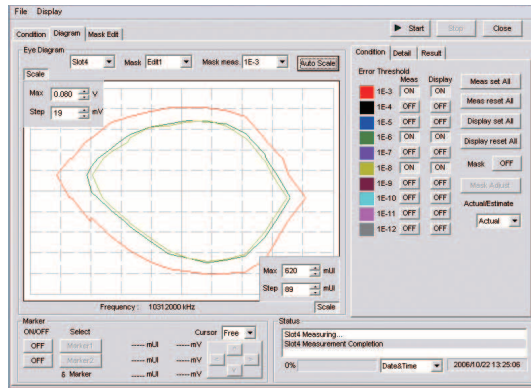 File Display
Start Stop Close
Condition Diagram Mask Edit
Eye Diagram
Slot4 Mask Edit1 Mask meas. 1E-3 Auto Scale
Scale
Max 0.080 V
Step 19 mV
Max 620 mUI
Step 89 mUI
Scale
Frequency : 10312000 kHz
Condition Detail Result
Error Threshold
Meas Display
1E-3 ON ON
1E-4 OFF OFF
1E-5 OFF OFF
1E-6 ON ON
1E-7 OFF OFF
1E-8 ON ON
1E-9 OFF OFF
1E-10 OFF OFF
1E-11 OFF OFF
1E-12 OFF OFF
Meas set All
Meas reset All
Display set All
Display reset All
Mask OFF
Mask Adjust
Actual/Estimate
Actual
Marker
ON/OFF Select Cursor Free
OFF Marker1 ----- mUI ----- mV
OFF Marker2 ----- mUI ----- mV
& Marker ----- mUI ----- mV
Status
Slot4 Measuring...
Slot4 Measurement Completion
0% Date&Time 2006/10/22 13:25:06